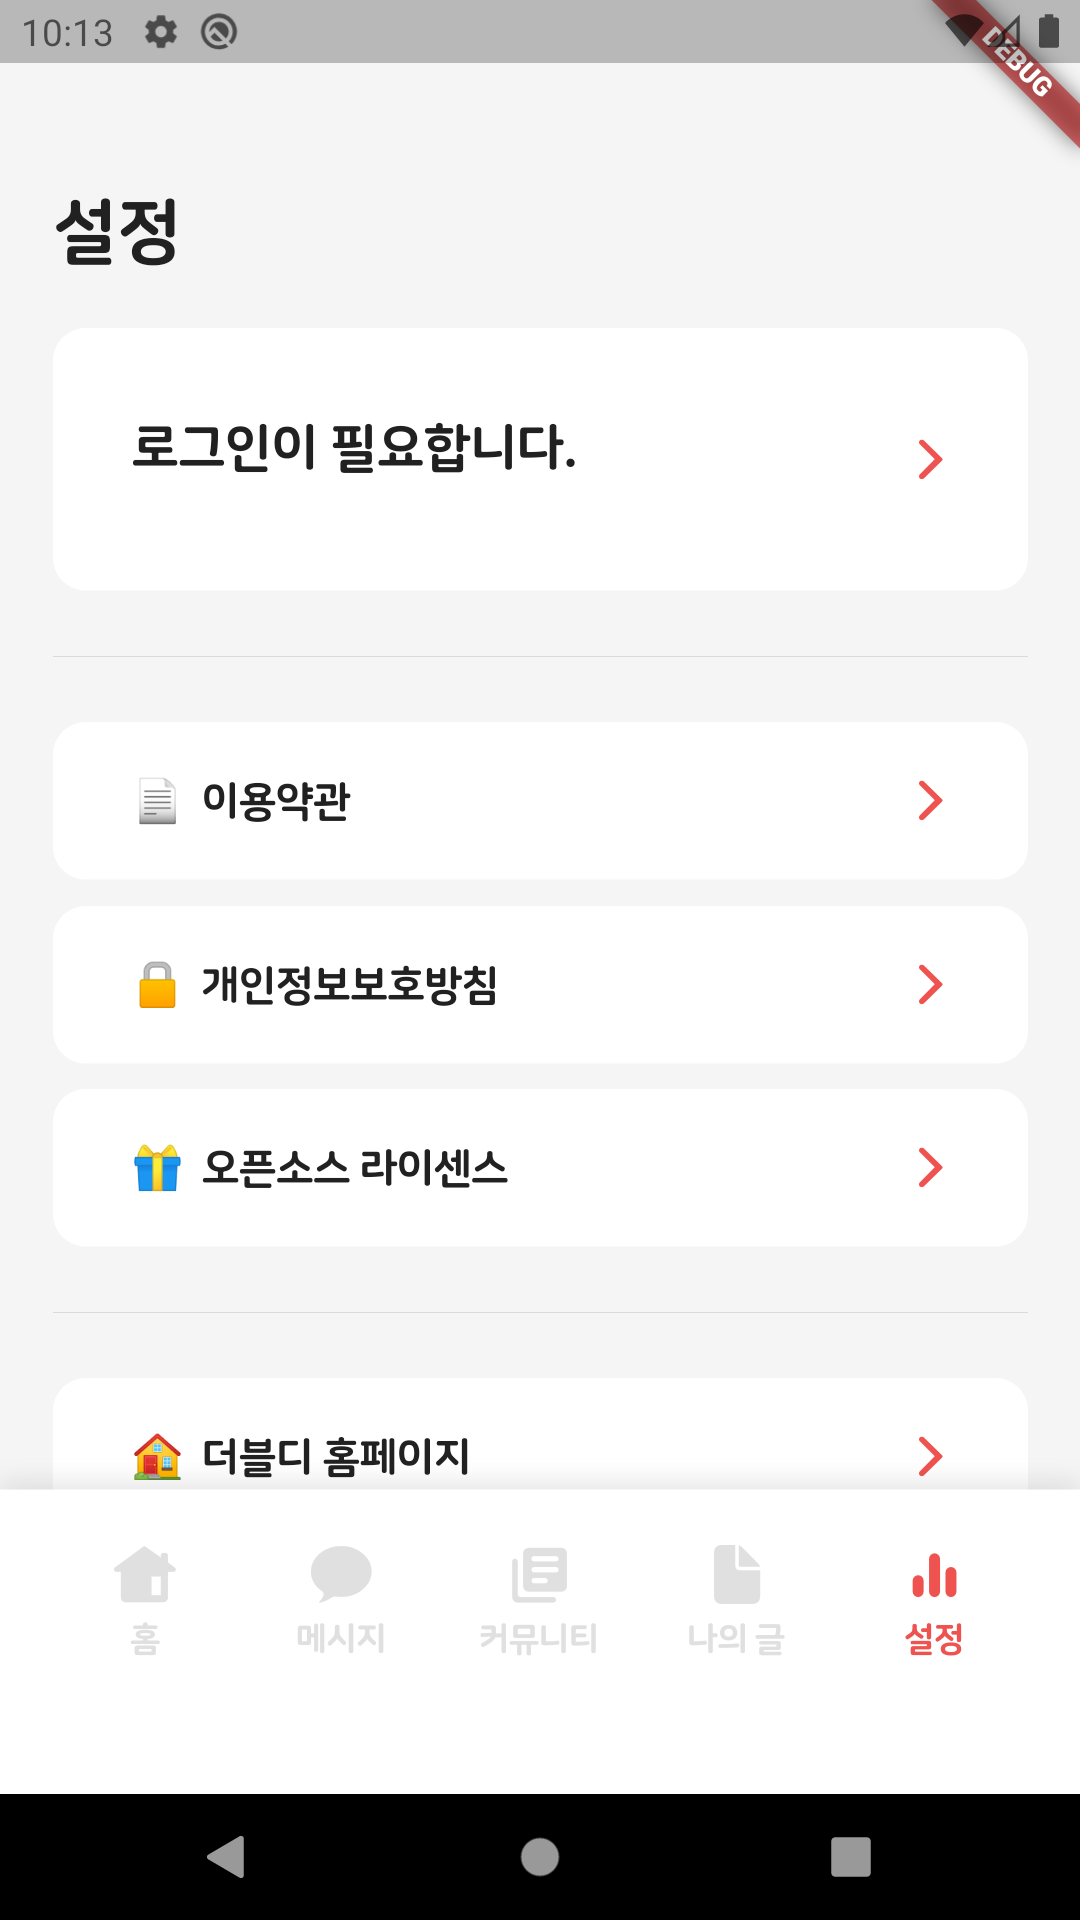 10:13
DEBUG
설정
로그인이 필요합니다.
이용약관
개인정보보호방침
오픈소스 라이센스
더블디 홈페이지
홈 메시지 커뮤니티 나의 글 설정